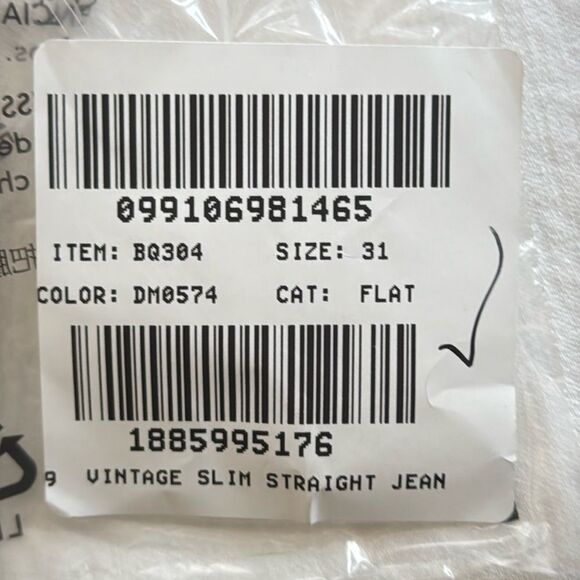 099106981465
ITEM: BQ304 SIZE: 31
COLOR: DM0574 CAT: FLAT
1885995176
9 VINTAGE SLIM STRAIGHT JEAN